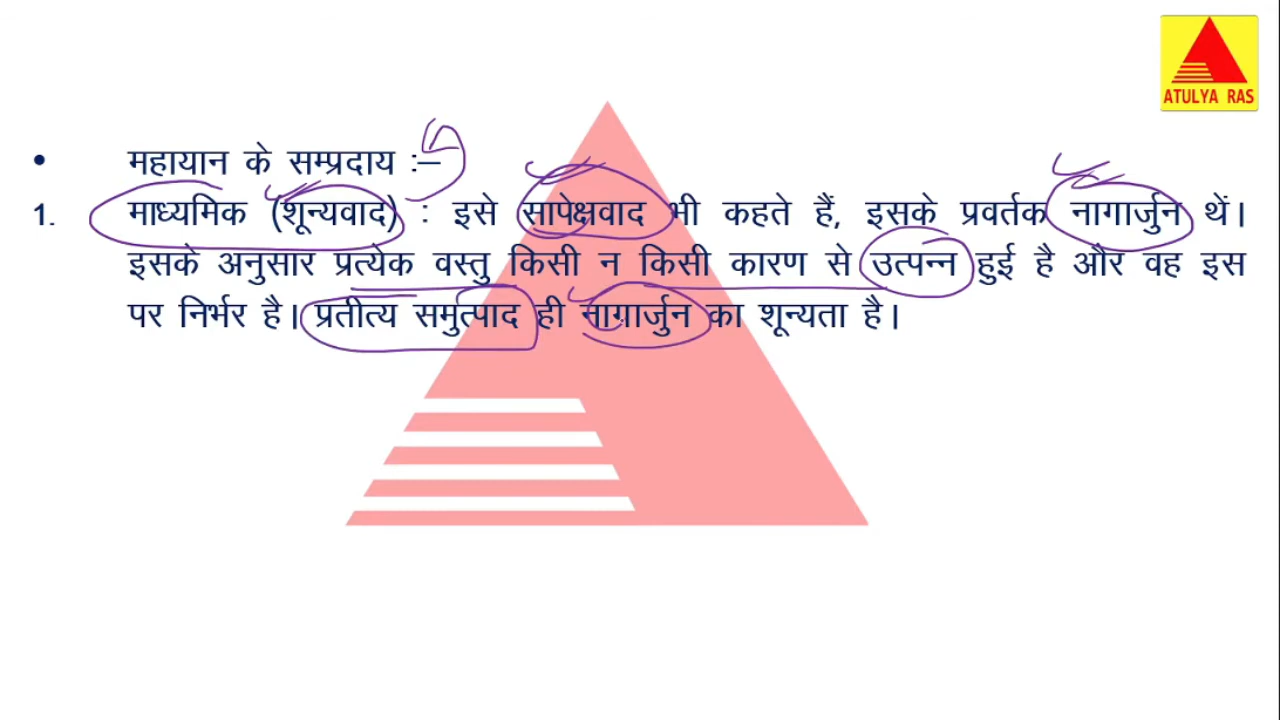 ATULYA RAS
• महायान के सम्प्रदाय :–
1. माध्यमिक (शून्यवाद) : इसे सापेक्षवाद भी कहते हैं, इसके प्रवर्तक नागार्जुन थें।
इसके अनुसार प्रत्येक वस्तु किसी न किसी कारण से उत्पन्न हुई है और वह इस
पर निर्भर है। प्रतीत्य समुत्पाद ही नागार्जुन का शून्यता है।